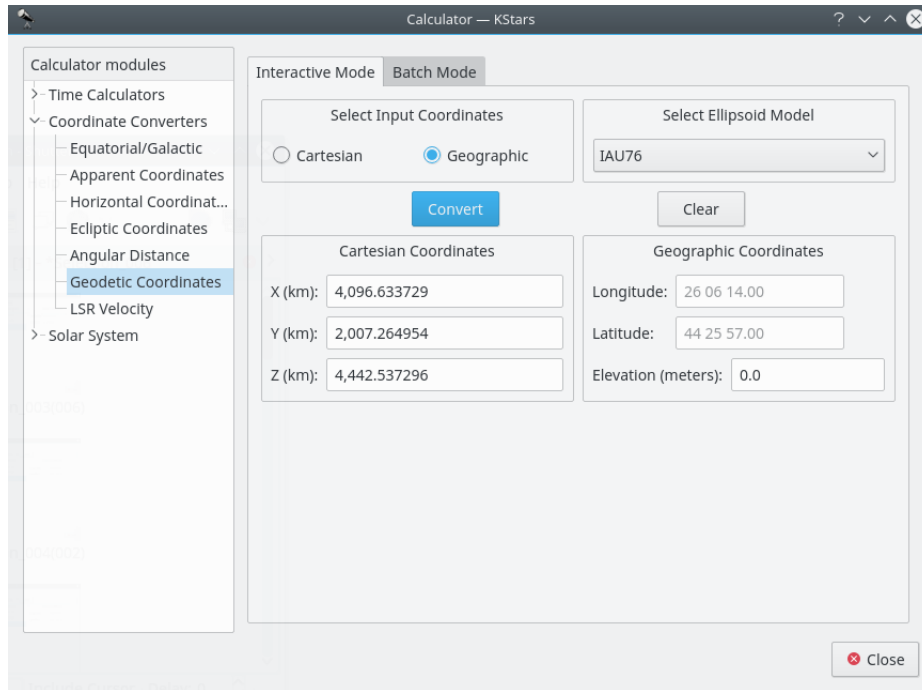 Calculator — KStars
Calculator modules
Time Calculators
Coordinate Converters
Equatorial/Galactic
Apparent Coordinates
Horizontal Coordinat...
Ecliptic Coordinates
Angular Distance
Geodetic Coordinates
LSR Velocity
Solar System
Interactive Mode Batch Mode
Select Input Coordinates
Cartesian Geographic
Select Ellipsoid Model
IAU76
Convert Clear
Cartesian Coordinates
X (km): 4,096.633729
Y (km): 2,007.264954
Z (km): 4,442.537296
Geographic Coordinates
Longitude: 26 06 14.00
Latitude: 44 25 57.00
Elevation (meters): 0.0
Close